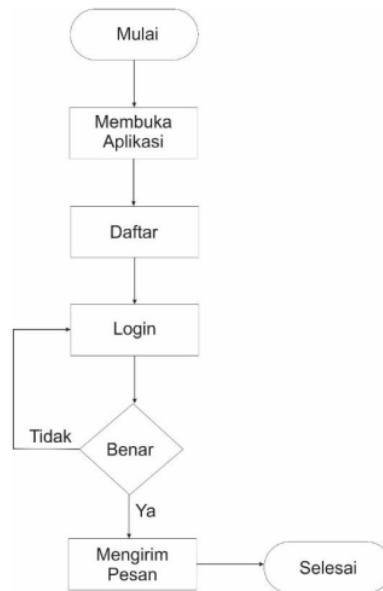 Mulai
Membuka
Aplikasi
Daftar
Login
Tidak
Benar
Ya
Mengirim
Pesan
Selesai